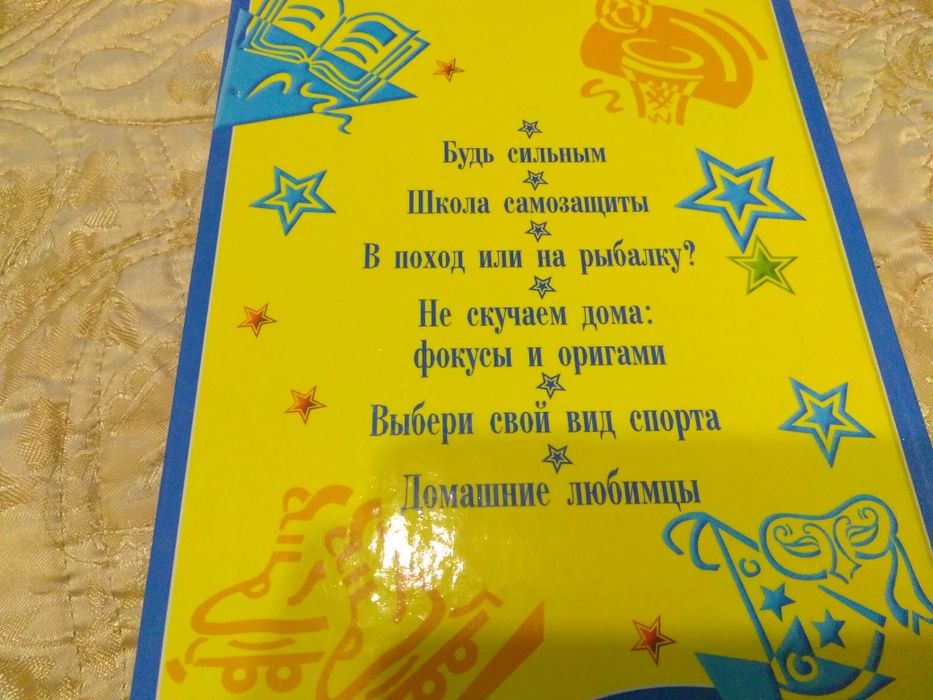 Будь сильным
Школа самозащиты
В поход или на рыбалку?
Не скучаем дома:
фокусы и оригами
Выбери свой вид спорта
Домашние любимцы